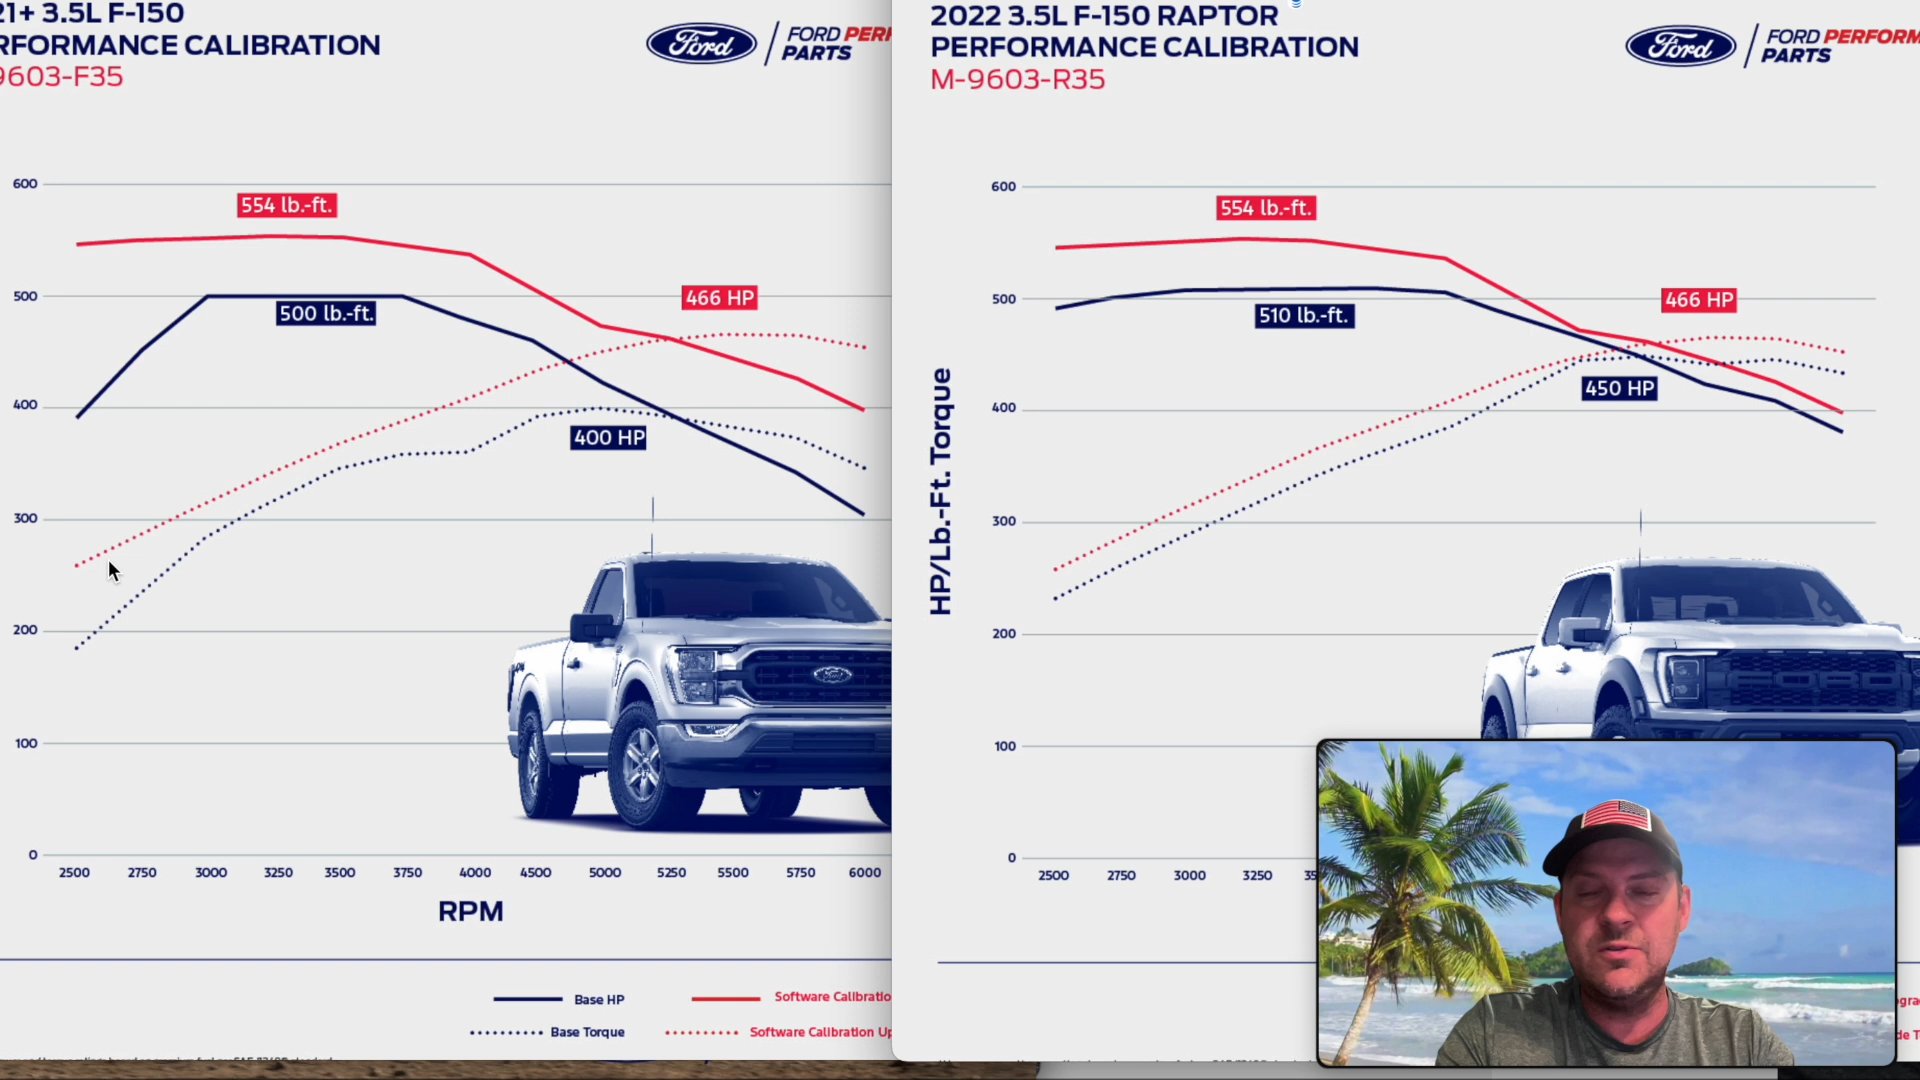 21+ 3.5L F-150
RFORMANCE CALIBRATION
9603-F35
Ford
FORD PERF
PARTS
600
500
400
300
200
100
0
554 lb.-ft.
500 lb.-ft.
466 HP
400 HP
2500 2750 3000 3250 3500 3750 4000 4500 5000 5250 5500 5750 6000
RPM
Base HP
Software Calibratio
Base Torque
Software Calibration Up
2022 3.5L F-150 RAPTOR
PERFORMANCE CALIBRATION
M-9603-R35
Ford
FORD PERFORM
PARTS
HP/Lb.-Ft. Torque
600
500
400
300
200
100
0
554 lb.-ft.
510 lb.-ft.
466 HP
450 HP
FORD
2500 2750 3000 3250 35
gra
de T